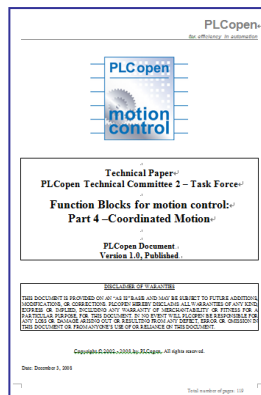 PLCopen
for efficiency in automation
PLCopen
motion
control
Technical Paper
PLCopen Technical Committee 2 – Task Force
Function Blocks for motion control:
Part 4 –Coordinated Motion
PLCopen Document
Version 1.0, Published
DISCLAIMER OF WARRANTIES
THIS DOCUMENT IS PROVIDED ON AN "AS IS" BASIS AND MAY BE SUBJECT TO FUTURE ADDITIONS,
MODIFICATIONS, OR CORRECTIONS. PLCOPEN HEREBY DISCLAIMS ALL WARRANTIES OF ANY KIND,
EXPRESS OR IMPLIED, INCLUDING ANY WARRANTY OF MERCHANTABILITY OR FITNESS FOR A
PARTICULAR PURPOSE, FOR THIS DOCUMENT. IN NO EVENT WILL PLCOPEN BE RESPONSIBLE FOR
ANY LOSS OR DAMAGE ARISING OUT OR RESULTING FROM ANY DEFECT, ERROR OR OMISSION IN
THIS DOCUMENT OR FROM ANYONE'S USE OF OR RELIANCE ON THIS DOCUMENT.
Copyright © 2002 - 2008 by PLCopen. All rights reserved.
Date: December 3, 2008
Total number of pages: